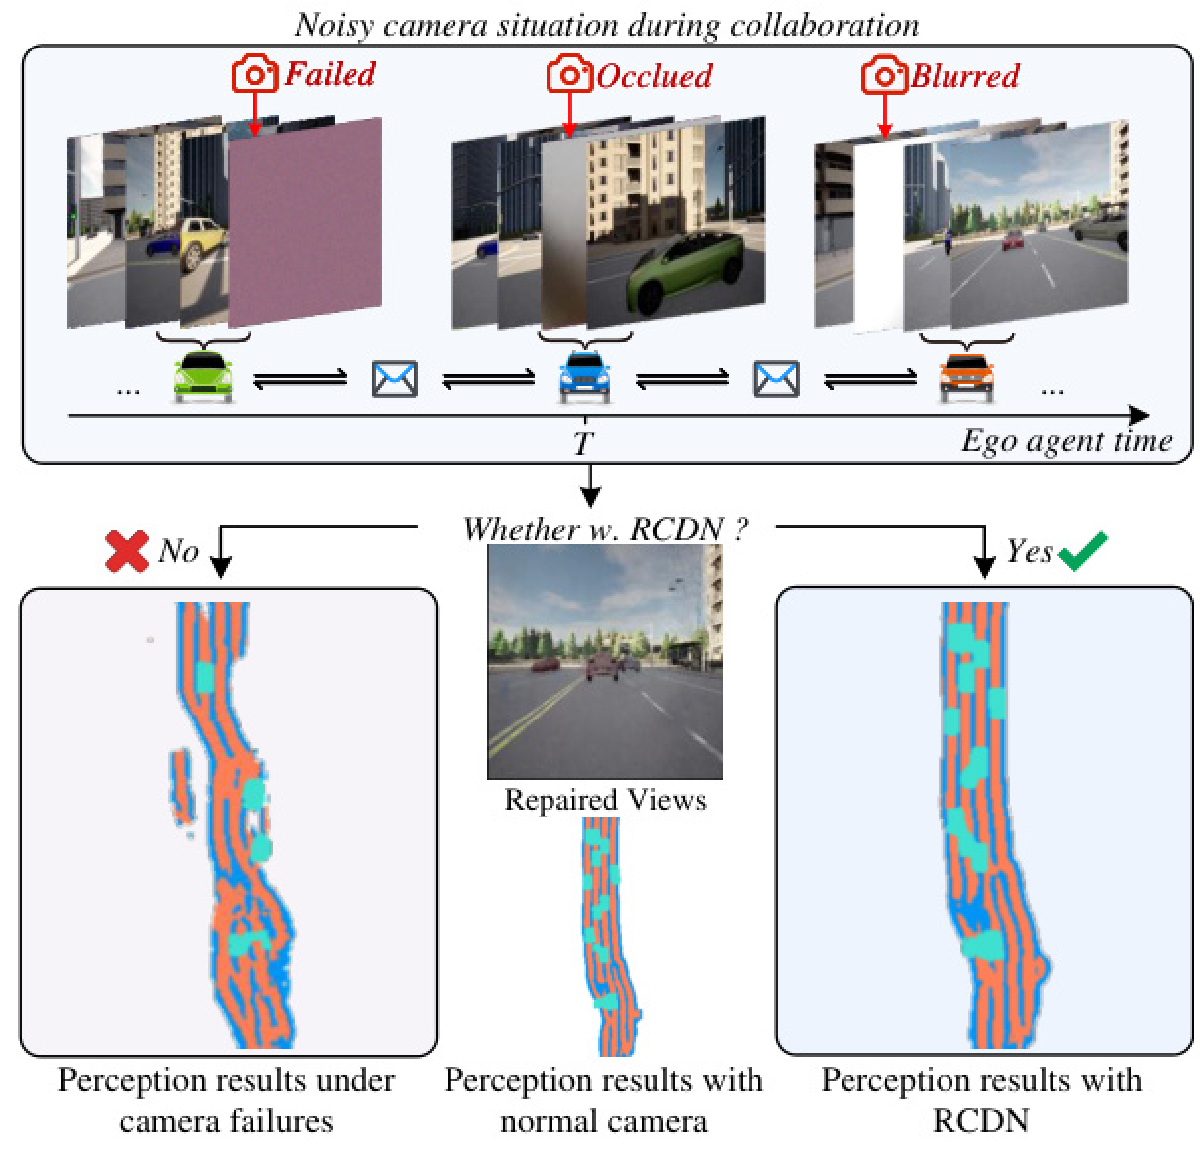 Noisy camera situation during collaboration
Failed
Occlued
Blurred
...
...
T
Ego agent time
Whether w. RCDN ?
No
Yes
Repaired Views
Perception results under
camera failures
Perception results with
normal camera
Perception results with
RCDN